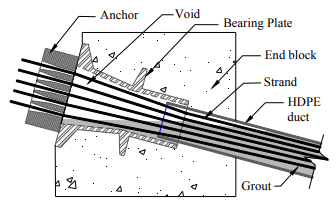 Anchor
Void
Bearing Plate
End block
Strand
HDPE
duct
Grout